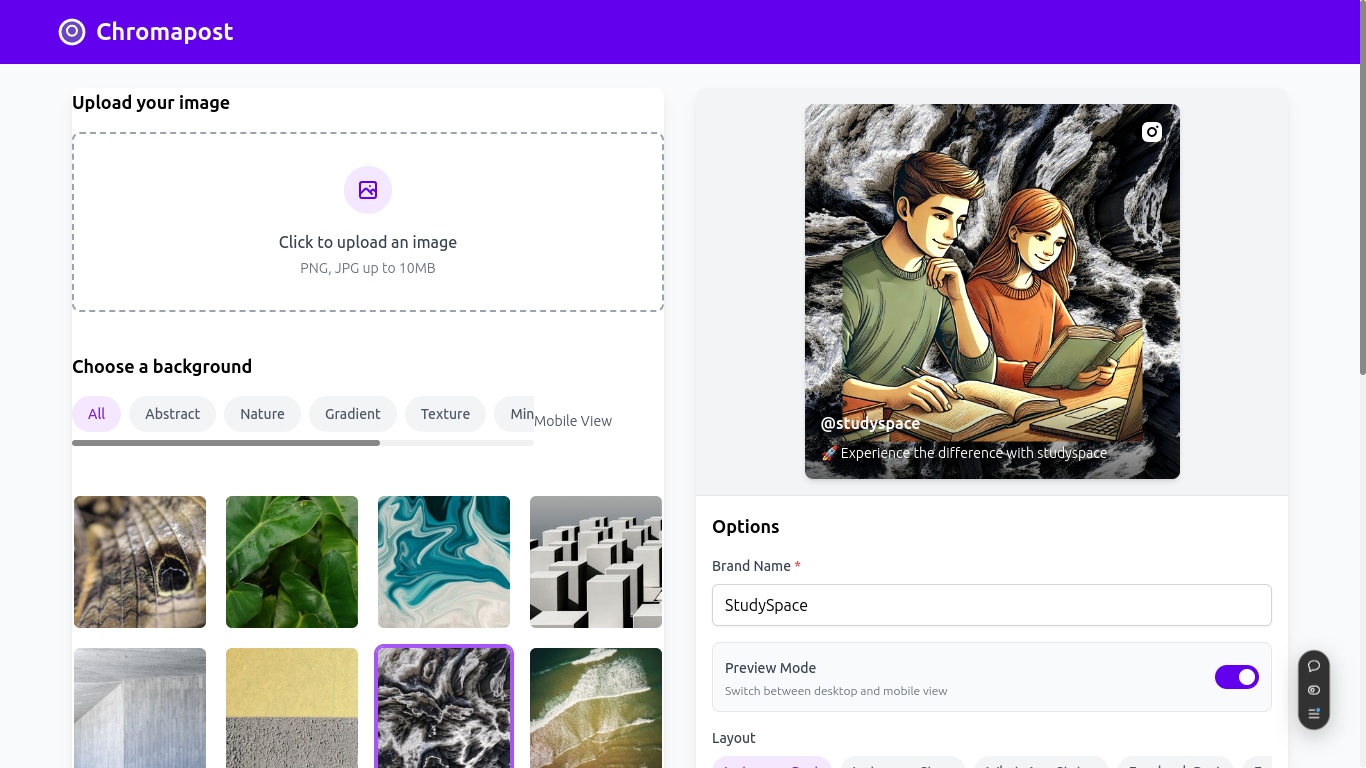 Chromapost
Upload your image
Click to upload an image
PNG, JPG up to 10MB
Choose a background
All Abstract Nature Gradient Texture Min
Mobile View
@studyspace
🚀 Experience the difference with studyspace
Options
Brand Name *
StudySpace
Preview Mode
Switch between desktop and mobile view
Layout